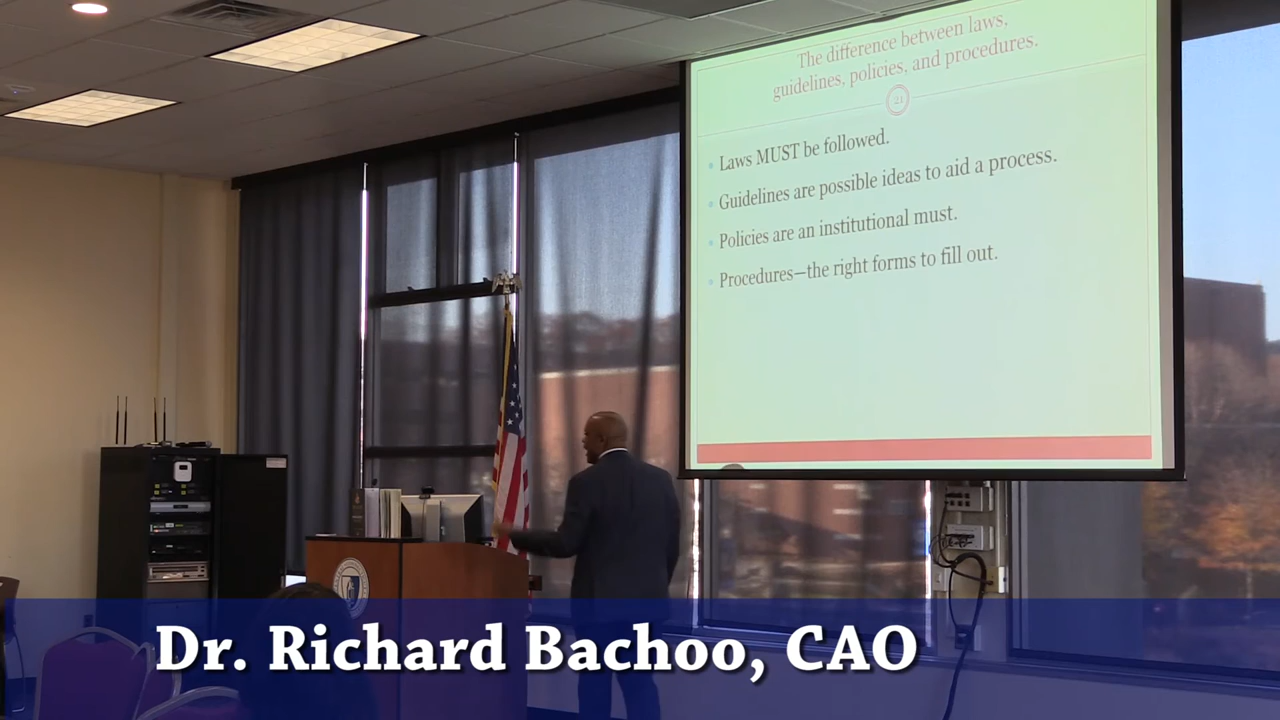 The difference between laws,
guidelines, policies, and procedures.
21
Laws MUST be followed.
Guidelines are possible ideas to aid a process.
Policies are an institutional must.
Procedures—the right forms to fill out.
Dr. Richard Bachoo, CAO